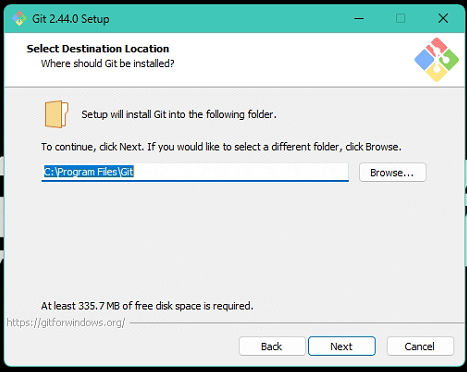 Git 2.44.0 Setup
Select Destination Location
Where should Git be installed?
Setup will install Git into the following folder.
To continue, click Next. If you would like to select a different folder, click Browse.
C:\Program Files\Git
Browse...
At least 335.7 MB of free disk space is required.
https://gitforwindows.org/
Back
Next
Cancel